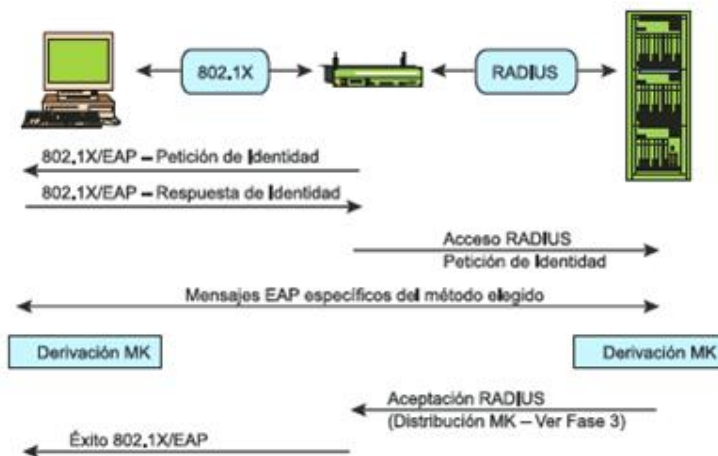 802.1X
RADIUS
802.1X/EAP – Petición de Identidad
802.1X/EAP – Respuesta de Identidad
Acceso RADIUS
Petición de Identidad
Mensajes EAP específicos del método elegido
Derivación MK
Derivación MK
Aceptación RADIUS
(Distribución MK – Ver Fase 3)
Éxito 802.1X/EAP